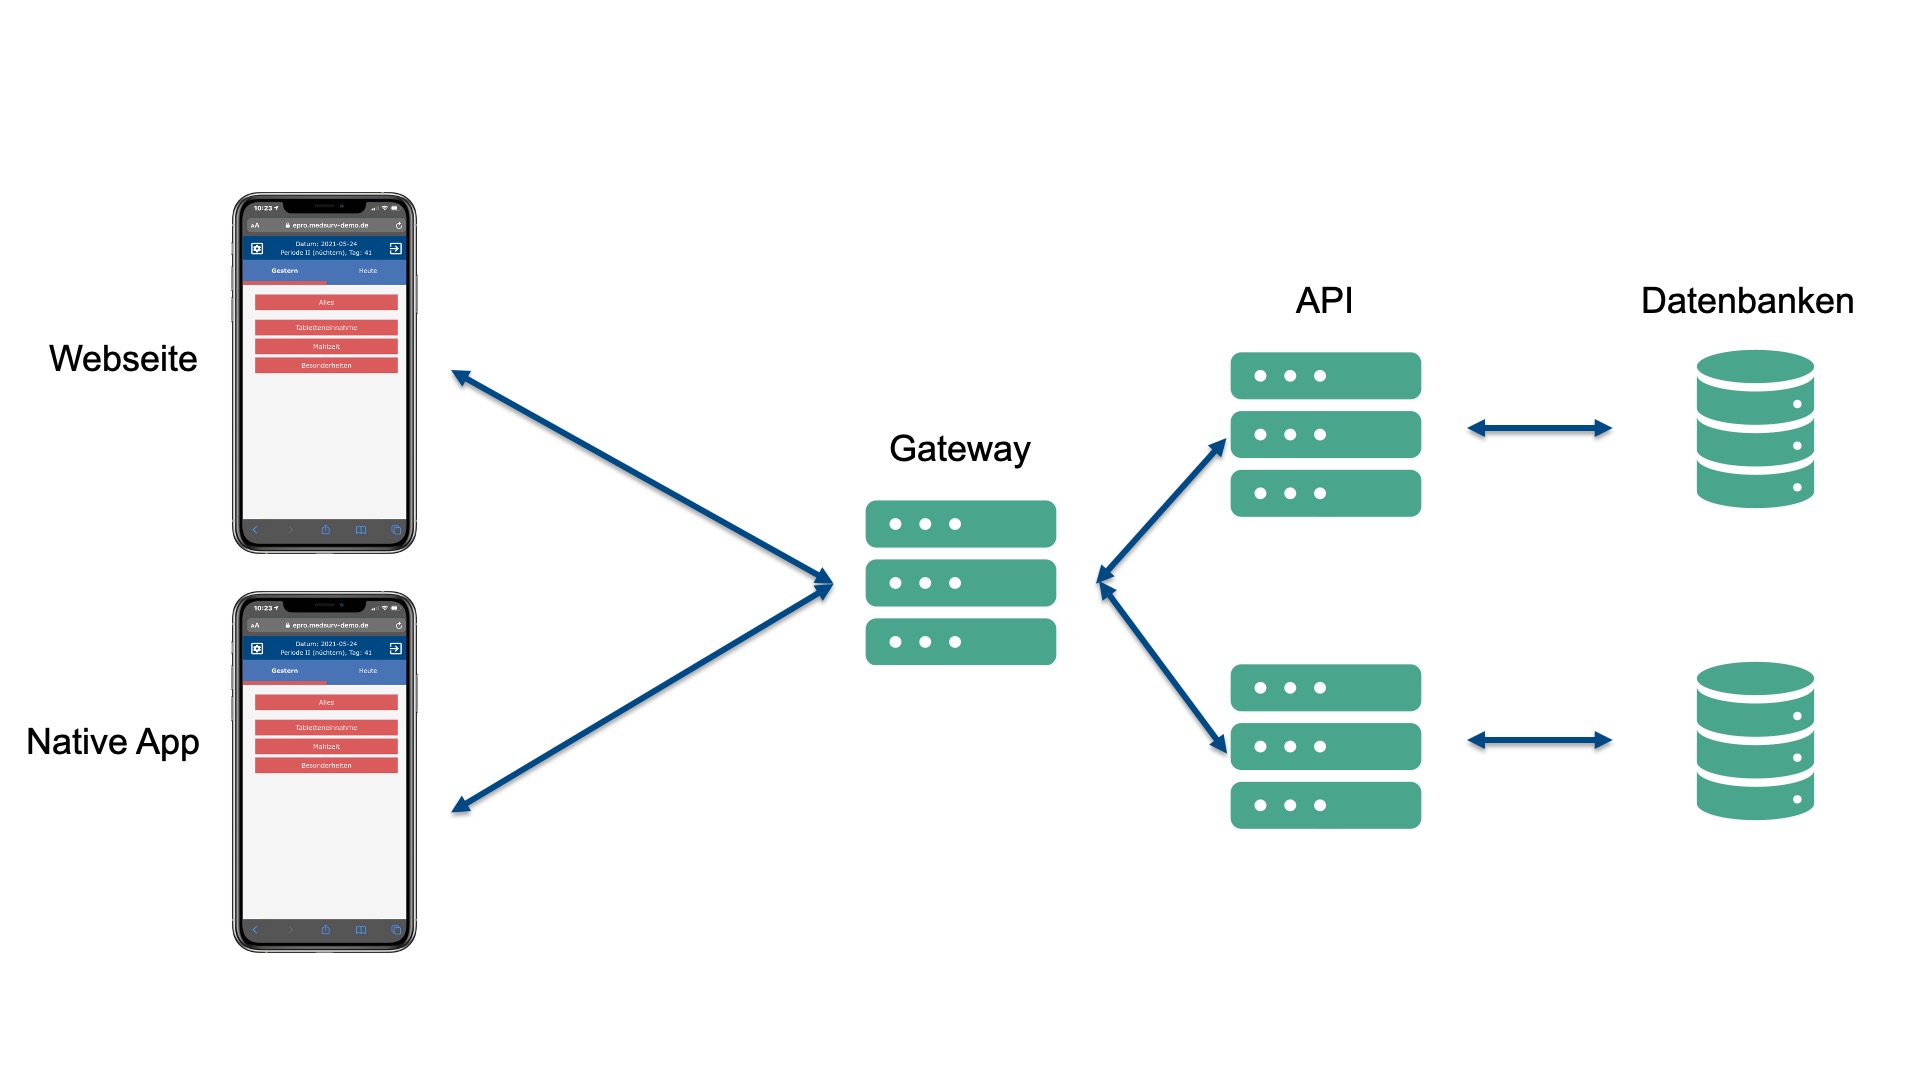 Webseite
10:23
AA epro.medsurv-demo.de
Datum: 2021-05-24
Periode II (nüchtern), Tag: 41
Gestern Heute
Alles
Tabletteneinnahme
Mahlzeit
Besonderheiten
Native App
10:23
AA epro.medsurv-demo.de
Datum: 2021-05-24
Periode II (nüchtern), Tag: 41
Gestern Heute
Alles
Tabletteneinnahme
Mahlzeit
Besonderheiten
Gateway
API
Datenbanken